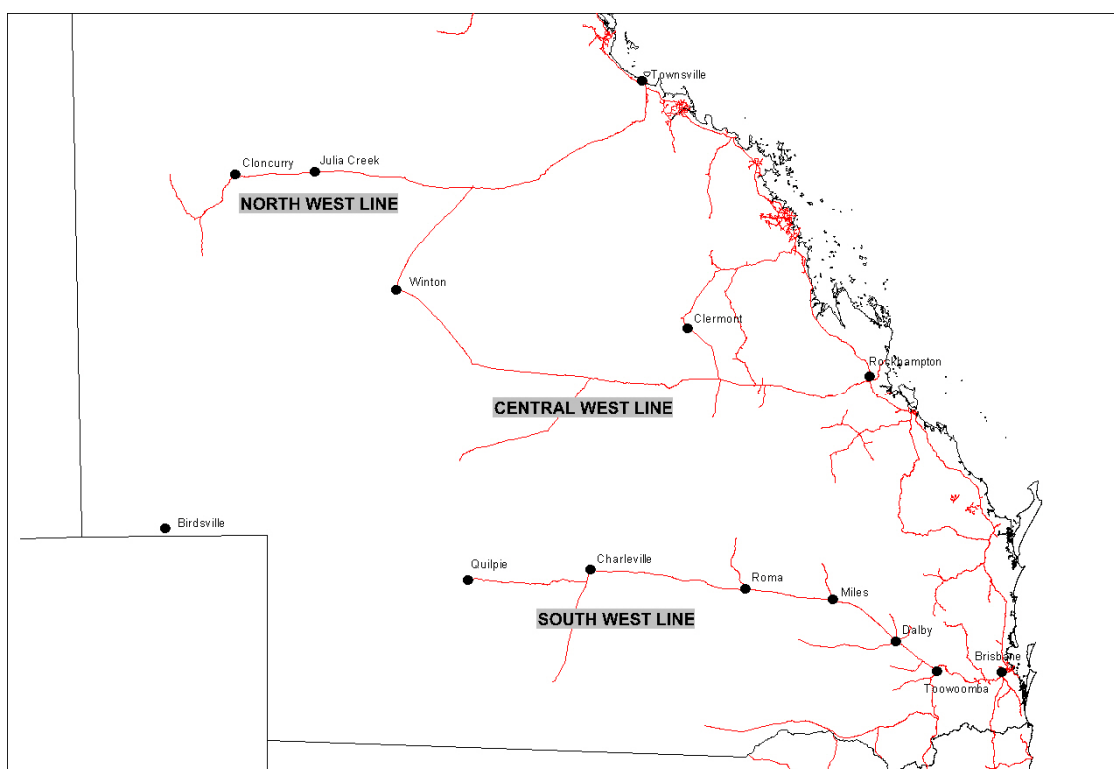 Townsville
Cloncurry
Julia Creek
NORTH WEST LINE
Winton
Clermont
Rockhampton
CENTRAL WEST LINE
Birdsville
Quilpie
Charleville
Roma
Miles
SOUTH WEST LINE
Dalby
Brisbane
Toowoomba